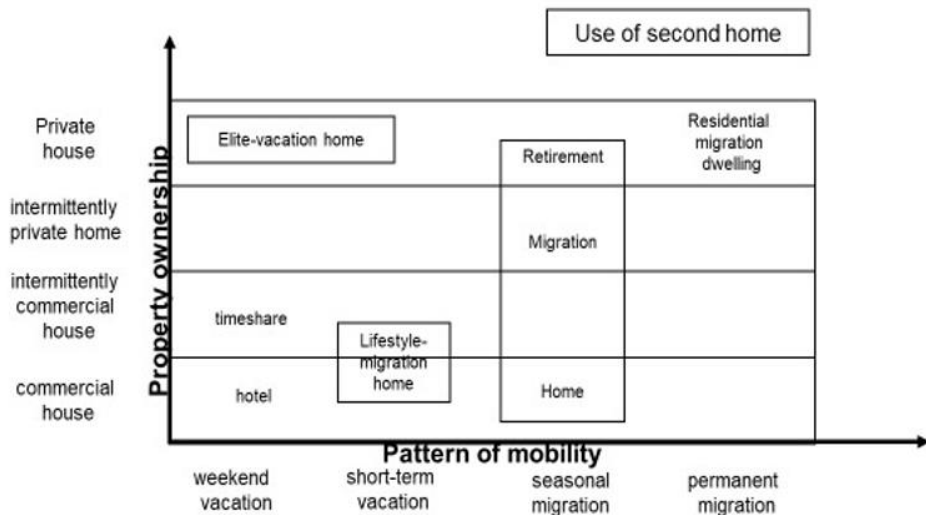 Use of second home
Private
house
Elite-vacation home
Retirement
Residential
migration
dwelling
intermittently
private home
Migration
intermittently
commercial
house
timeshare
Lifestyle-
migration
home
commercial
house
hotel
Home
Property ownership
Pattern of mobility
weekend
vacation
short-term
vacation
seasonal
migration
permanent
migration